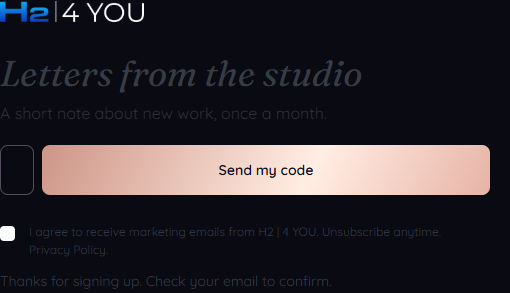 H2|4 YOU
Letters from the studio
A short note about new work, once a month.
Send my code
I agree to receive marketing emails from H2 | 4 YOU. Unsubscribe anytime.
Privacy Policy.
Thanks for signing up. Check your email to confirm.